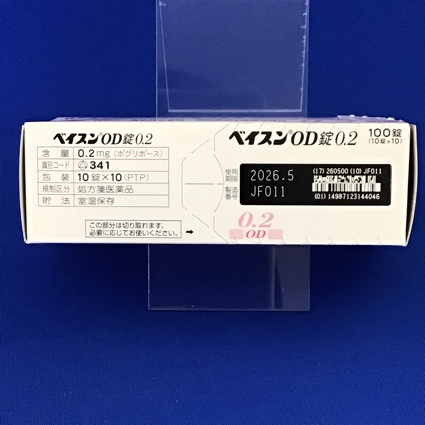 ベイスン®OD錠0.2
含 量 0.2mg(ボグリボース)
識別コード 341
包 装 10錠×10(PTP)
規制区分 処方箋医薬品
貯 法 室温保存
この部分は切り取れます。
必要に応じてお使いください。
ベイスン®OD錠0.2 100錠
(10錠×10)
使用
期限 2026.5
製造
番号 JF011
(17) 260500 (10) JF011
(01) 14987123144046
0.2
OD